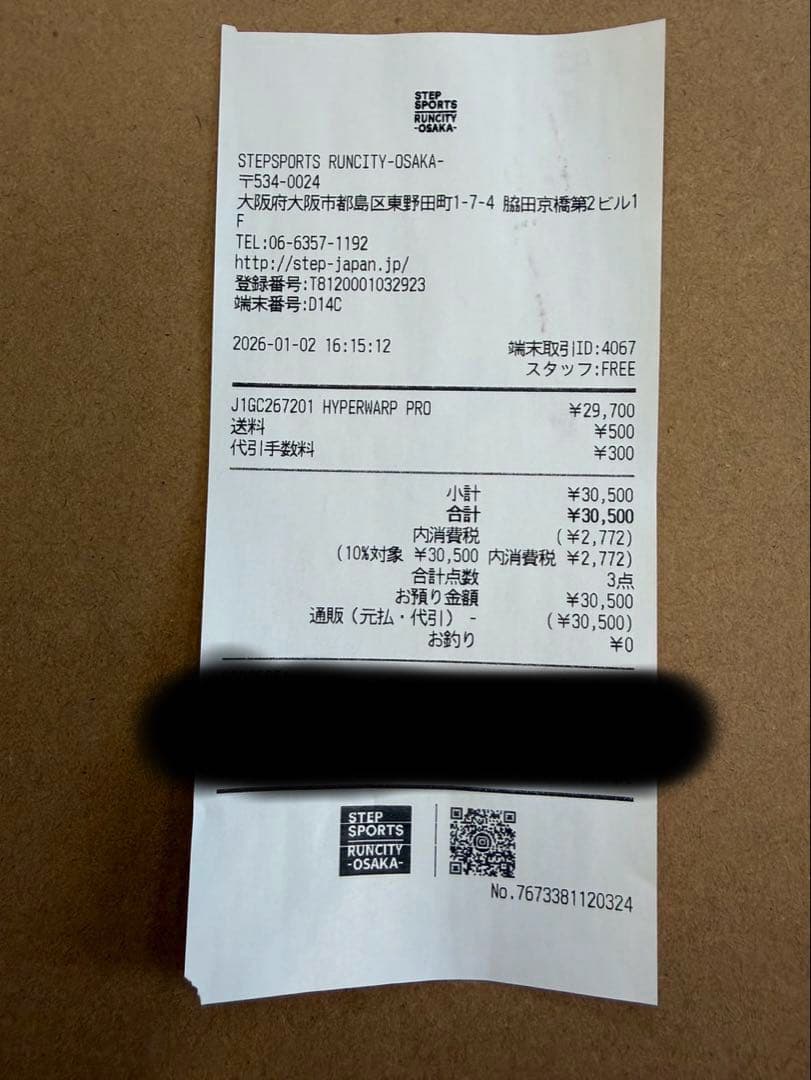 STEP
SPORTS
RUNCITY
-OSAKA-
STEPSPORTS RUNCITY-OSAKA-
〒534-0024
大阪府大阪市都島区東野田町1-7-4 脇田京橋第2ビル1
F
TEL:06-6357-1192
http://step-japan.jp/
登録番号:T8120001032923
端末番号:D14C
2026-01-02 16:15:12 端末取引ID:4067
スタッフ:FREE
J1GC267201 HYPERWARP PRO ¥29,700
送料 ¥500
代引手数料 ¥300
小計 ¥30,500
合計 ¥30,500
内消費税 (¥2,772)
(10%対象 ¥30,500 内消費税 ¥2,772)
合計点数 3点
お預り金額 ¥30,500
通販（元払・代引） - (¥30,500)
お釣り ¥0
STEP
SPORTS
RUNCITY
-OSAKA-
No.7673381120324